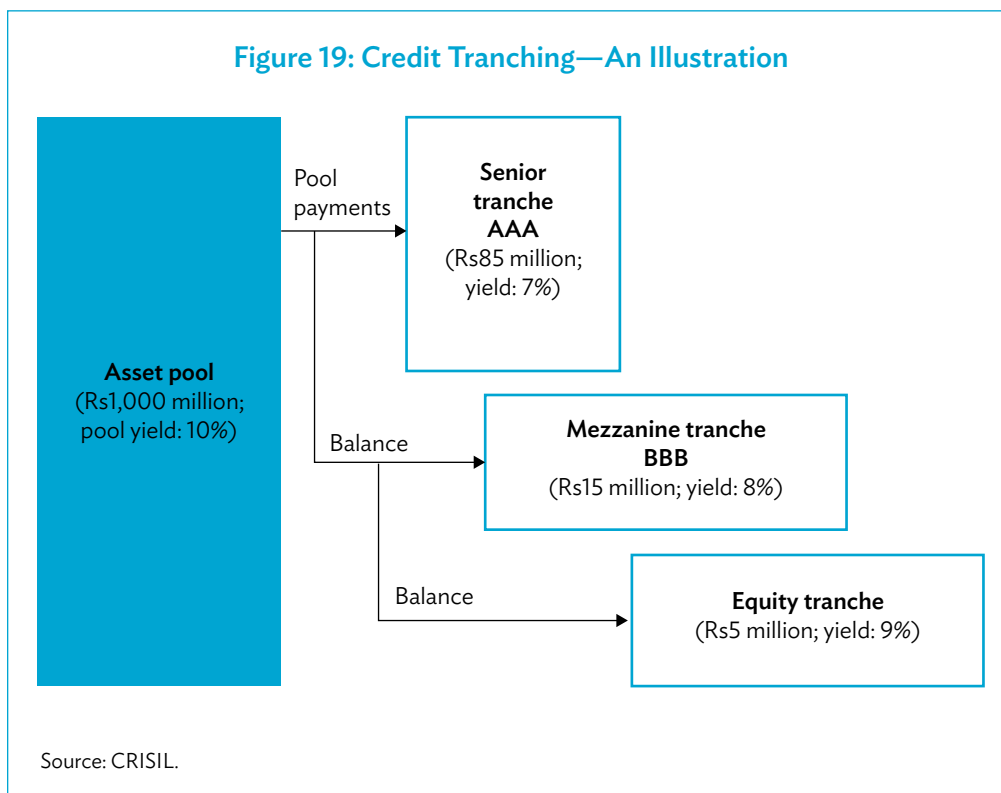 Figure 19: Credit Tranching—An Illustration
Pool
payments
Senior
tranche
AAA
(Rs85 million;
yield: 7%)
Asset pool
(Rs1,000 million;
pool yield: 10%)
Balance
Mezzanine tranche
BBB
(Rs15 million; yield: 8%)
Balance
Equity tranche
(Rs5 million; yield: 9%)
Source: CRISIL.